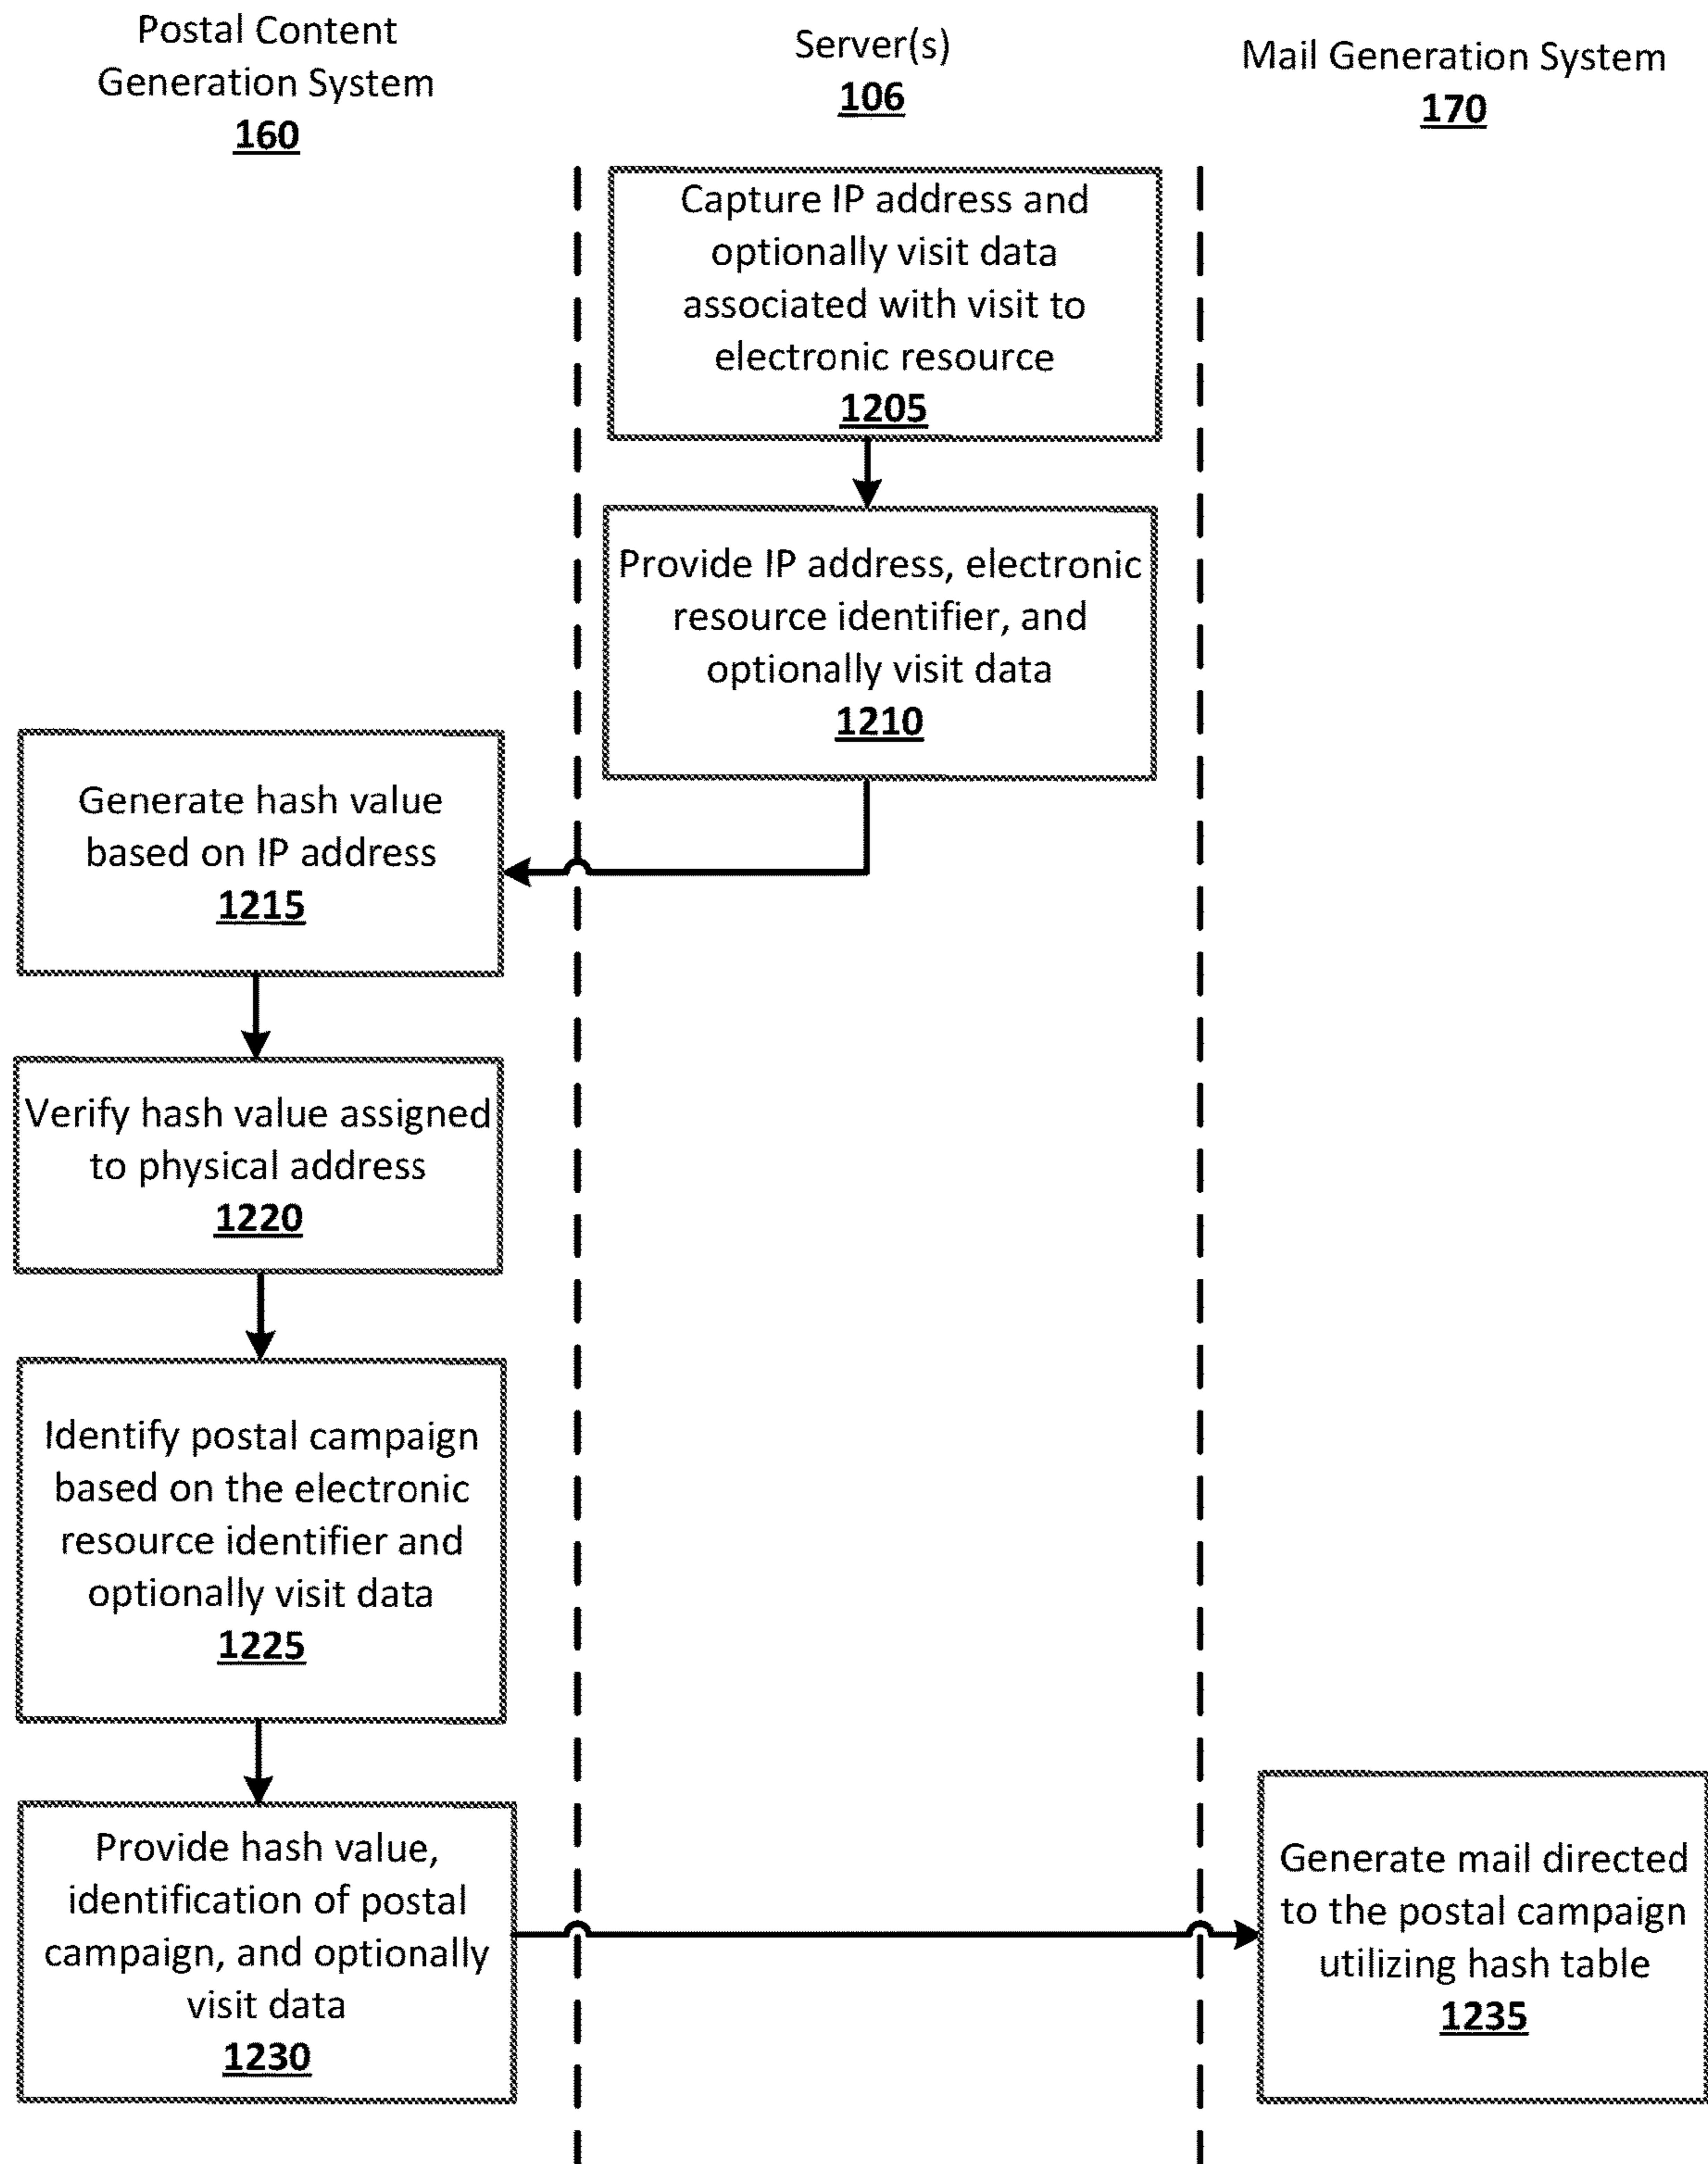 Postal Content
Generation System
160
Server(s)
106
Mail Generation System
170
Capture IP address and
optionally visit data
associated with visit to
electronic resource
1205
Provide IP address, electronic
resource identifier, and
optionally visit data
1210
Generate hash value
based on IP address
1215
Verify hash value assigned
to physical address
1220
Identify postal campaign
based on the electronic
resource identifier and
optionally visit data
1225
Provide hash value,
identification of postal
campaign, and optionally
visit data
1230
Generate mail directed
to the postal campaign
utilizing hash table
1235